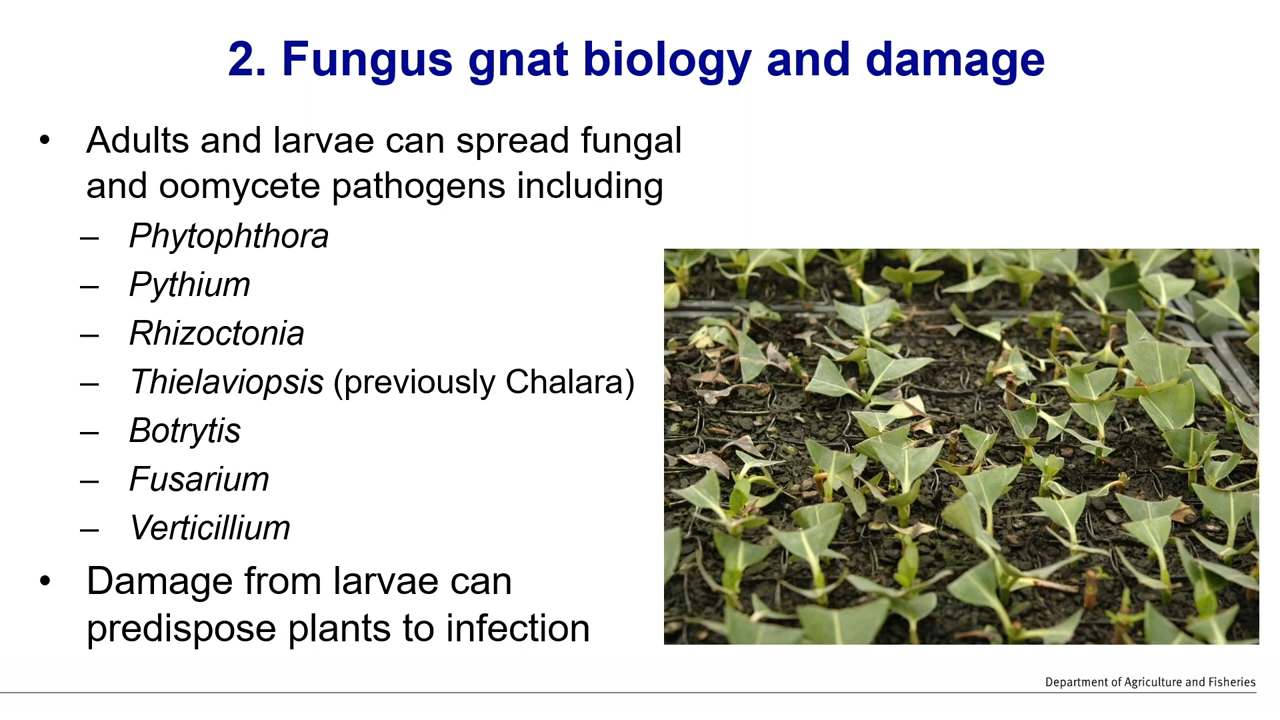 2. Fungus gnat biology and damage
• Adults and larvae can spread fungal
and oomycete pathogens including
– Phytophthora
– Pythium
– Rhizoctonia
– Thielaviopsis (previously Chalara)
– Botrytis
– Fusarium
– Verticillium
• Damage from larvae can
predispose plants to infection
Department of Agriculture and Fisheries